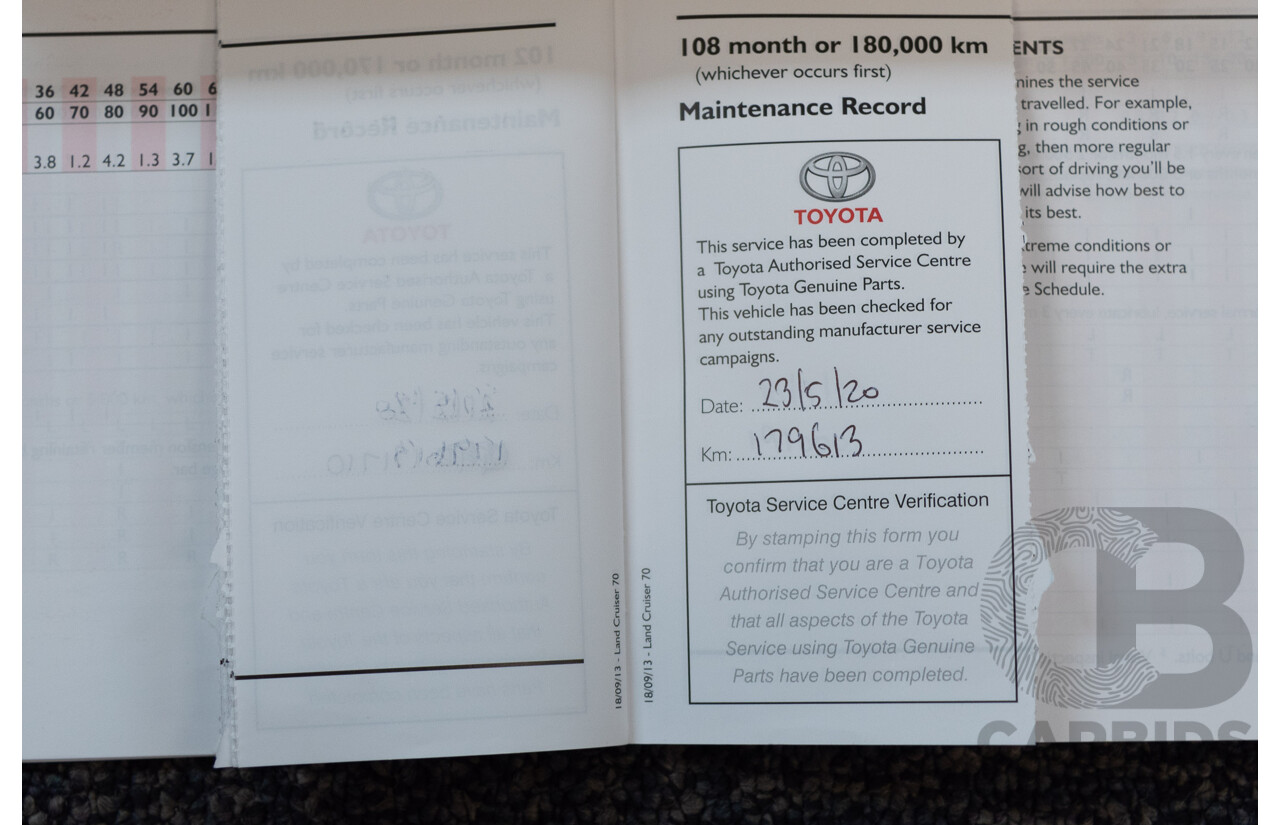 36 42 48 54 60 6
60 70 80 90 100 1
3.8 1.2 4.2 1.3 3.7 1
18/09/13 - Land Cruiser 70
18/09/13 - Land Cruiser 70
108 month or 180,000 km
(whichever occurs first)
Maintenance Record
TOYOTA
This service has been completed by
a Toyota Authorised Service Centre
using Toyota Genuine Parts.
This vehicle has been checked for
any outstanding manufacturer service
campaigns.
Date: 23/5/20
Km: 179613
Toyota Service Centre Verification
By stamping this form you
confirm that you are a Toyota
Authorised Service Centre and
that all aspects of the Toyota
Service using Toyota Genuine
Parts have been completed.
ENTS
nines the service
travelled. For example,
in rough conditions or
g, then more regular
ort of driving you'll be
will advise how best to
its best.
treme conditions or
will require the extra
e Schedule.
CB
CARBIDS